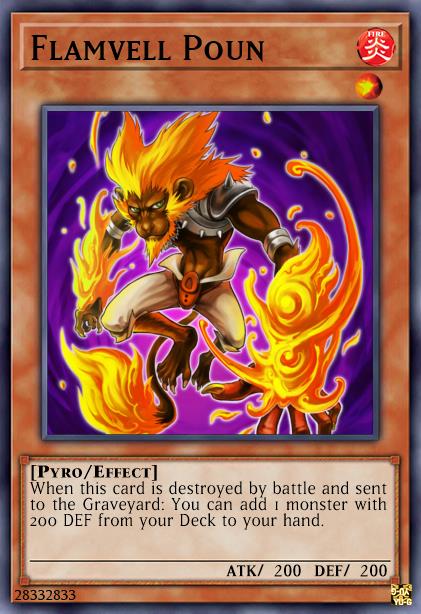 Flamvell Poun
FIRE
炎
[Pyro/Effect]
When this card is destroyed by battle and sent
to the Graveyard: You can add 1 monster with
200 DEF from your Deck to your hand.
ATK/ 200 DEF/ 200
28332833